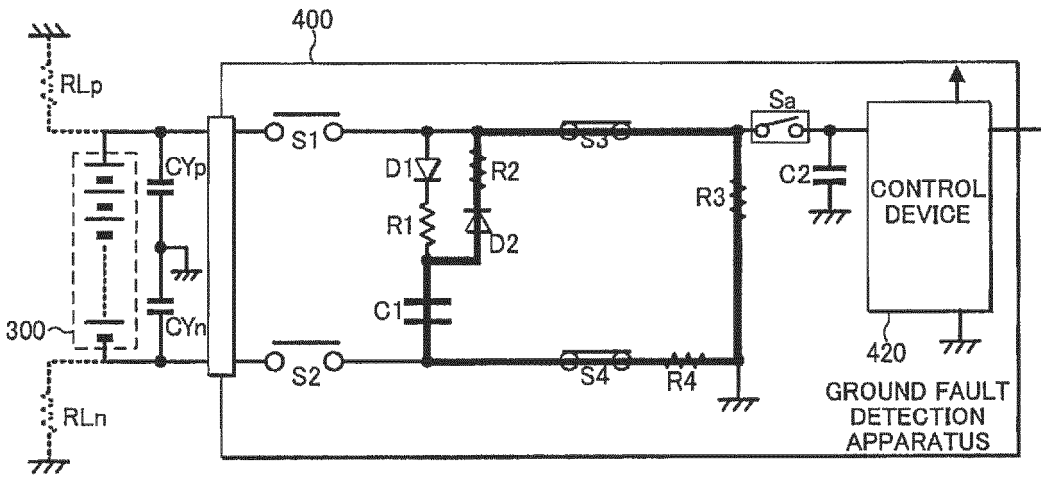 400
RLp
S1
S3
Sa
CYp
D1
R2
C2
R3
CONTROL
DEVICE
R1
D2
C1
300
CYn
S2
S4
R4
420
RLn
GROUND FAULT
DETECTION
APPARATUS